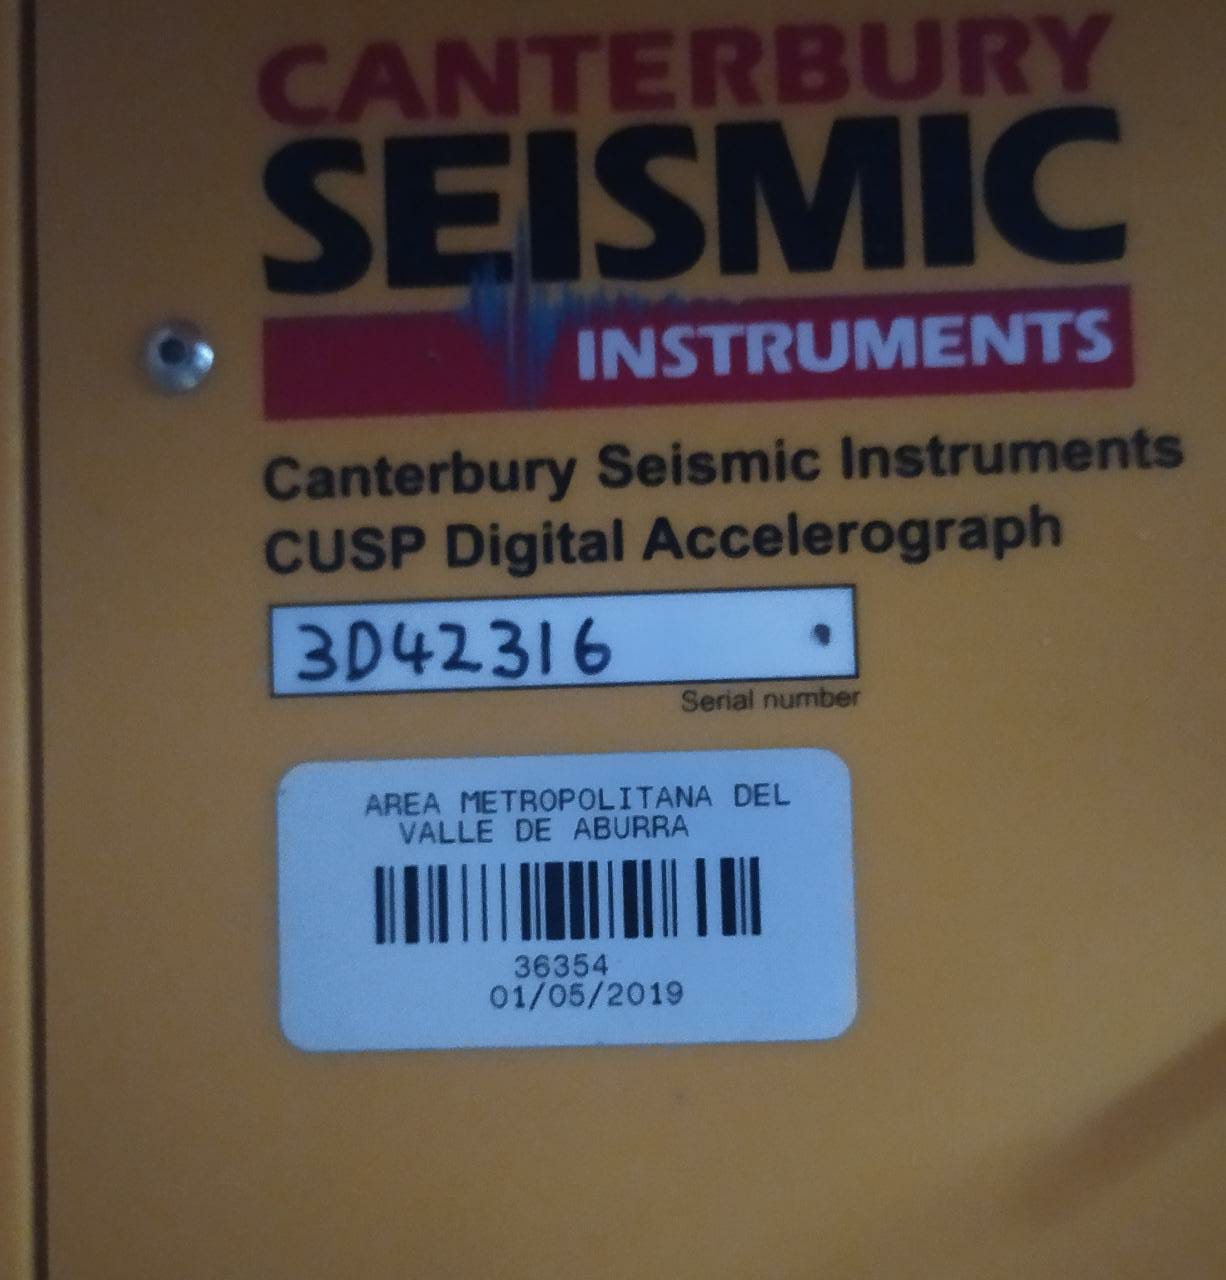 CANTERBURY
SEISMIC
INSTRUMENTS
Canterbury Seismic Instruments
CUSP Digital Accelerograph
3D42316
Serial number
AREA METROPOLITANA DEL
VALLE DE ABURRA
36354
01/05/2019